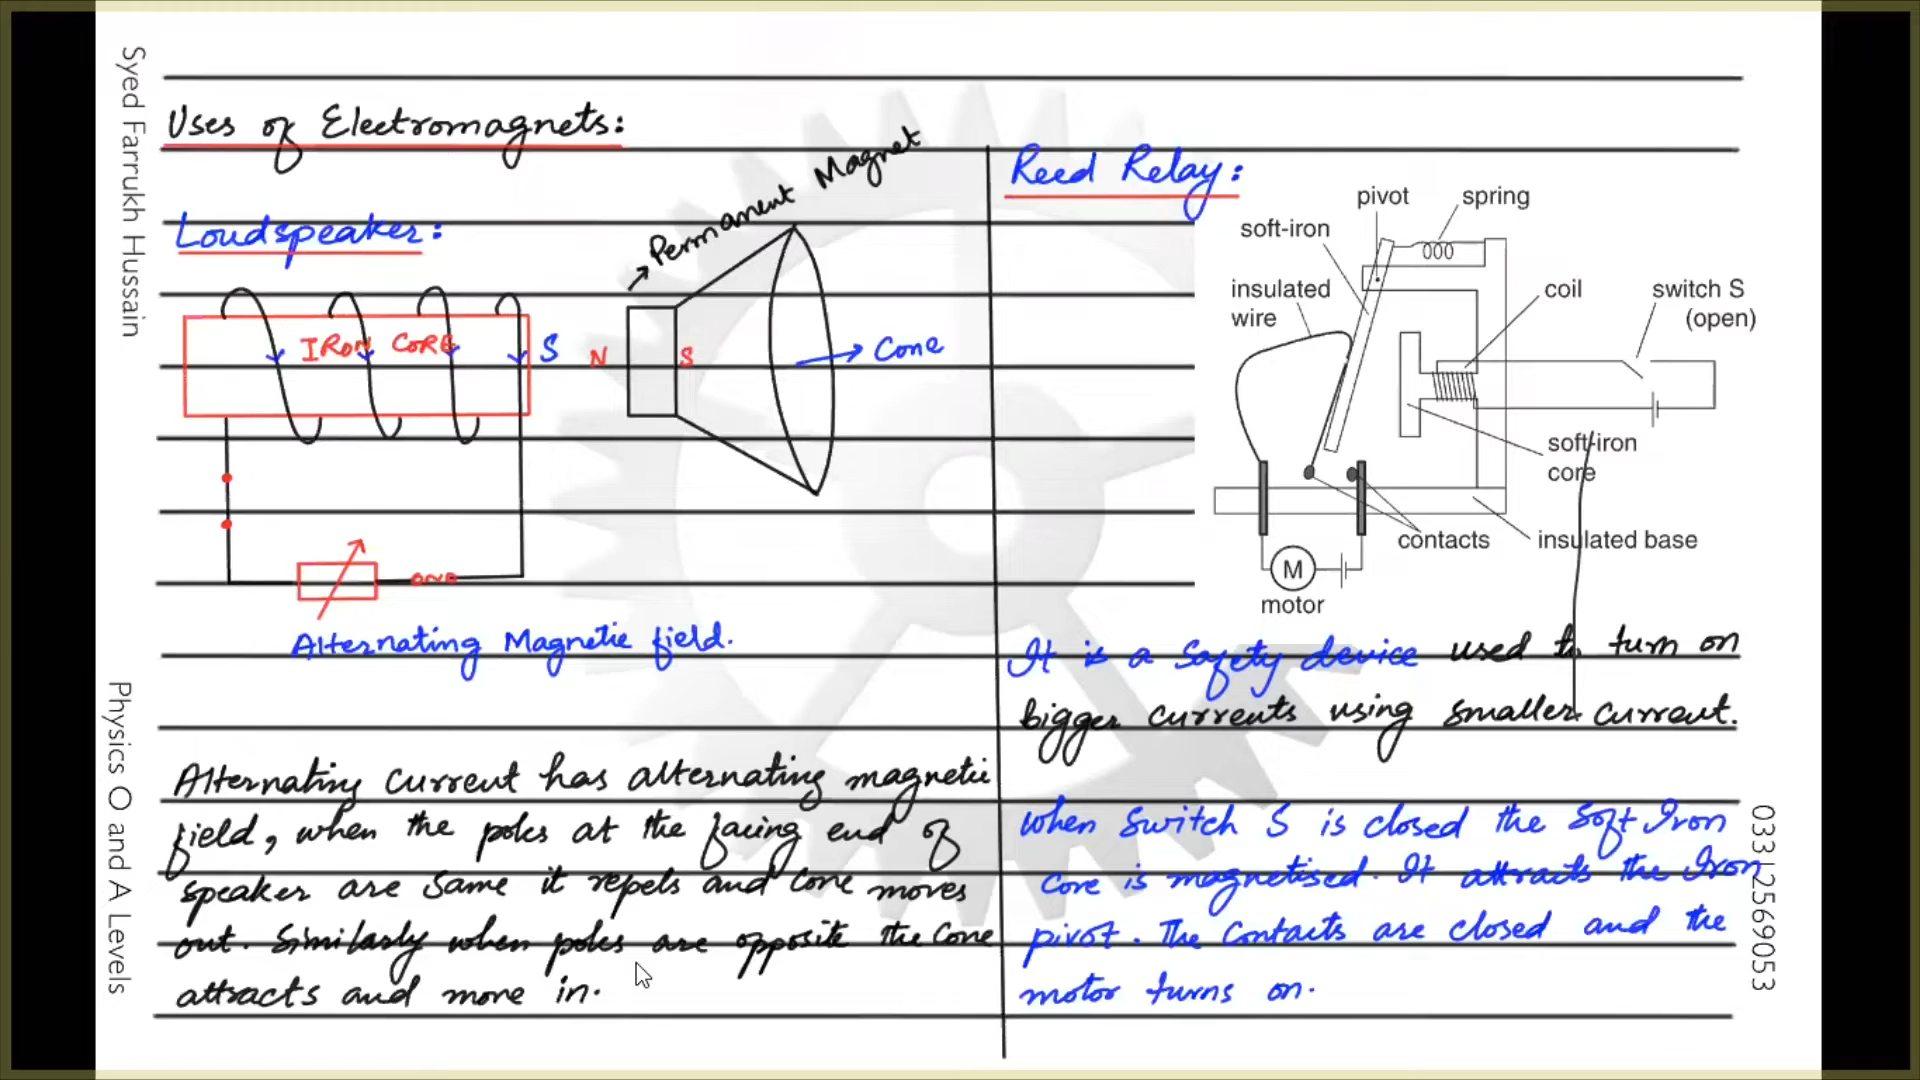 Syed Farrukh Hussain
Physics O and A Levels
Uses of Electromagnets:
Loudspeaker:
Permanent Magnet
IRON CORE
S
N
S
Cone
Alternating Magnetic field.
Alternating current has alternating magnetic
field, when the poles at the facing end of
speaker are same it repels and cone moves
out. Similarly when poles are opposite the Cone
attracts and move in.
Reed Relay:
pivot
spring
soft-iron
insulated
wire
coil
switch S
(open)
soft-iron
core
contacts
insulated base
M
motor
It is a safety device used to turn on
bigger currents using smaller current.
when switch S is closed the soft Iron
core is magnetised. It attracts the Iron
pivot. The contacts are closed and the
motor turns on.
03312569053